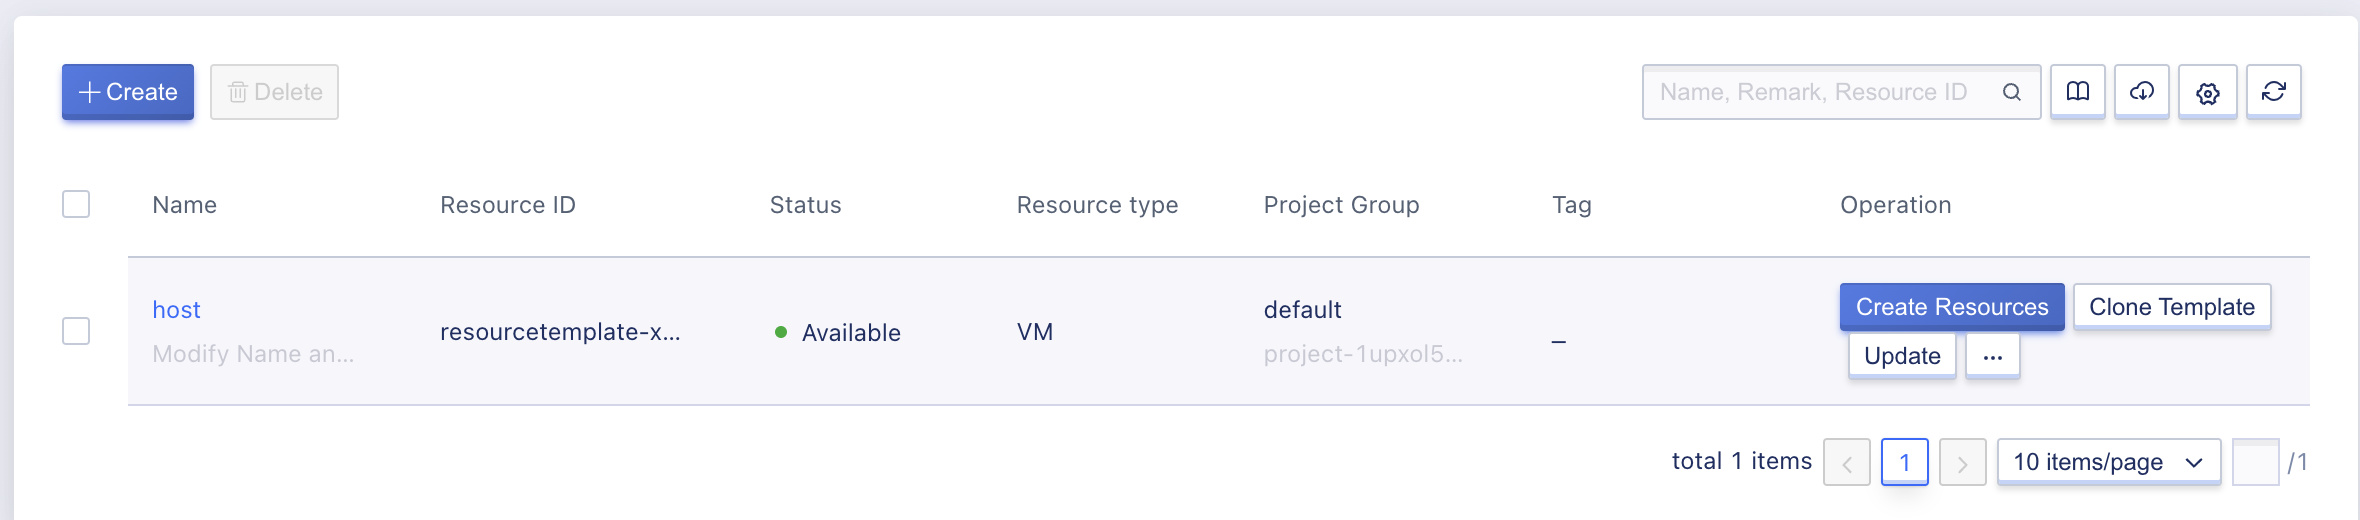 Create Delete Name, Remark, Resource ID
Name Resource ID Status Resource type Project Group Tag Operation
host
Modify Name an...
resourcetemplate-x...
Available
VM
default
project-1upxol5...
–
Create Resources Clone Template
Update ...
total 1 items 1 10 items/page /1